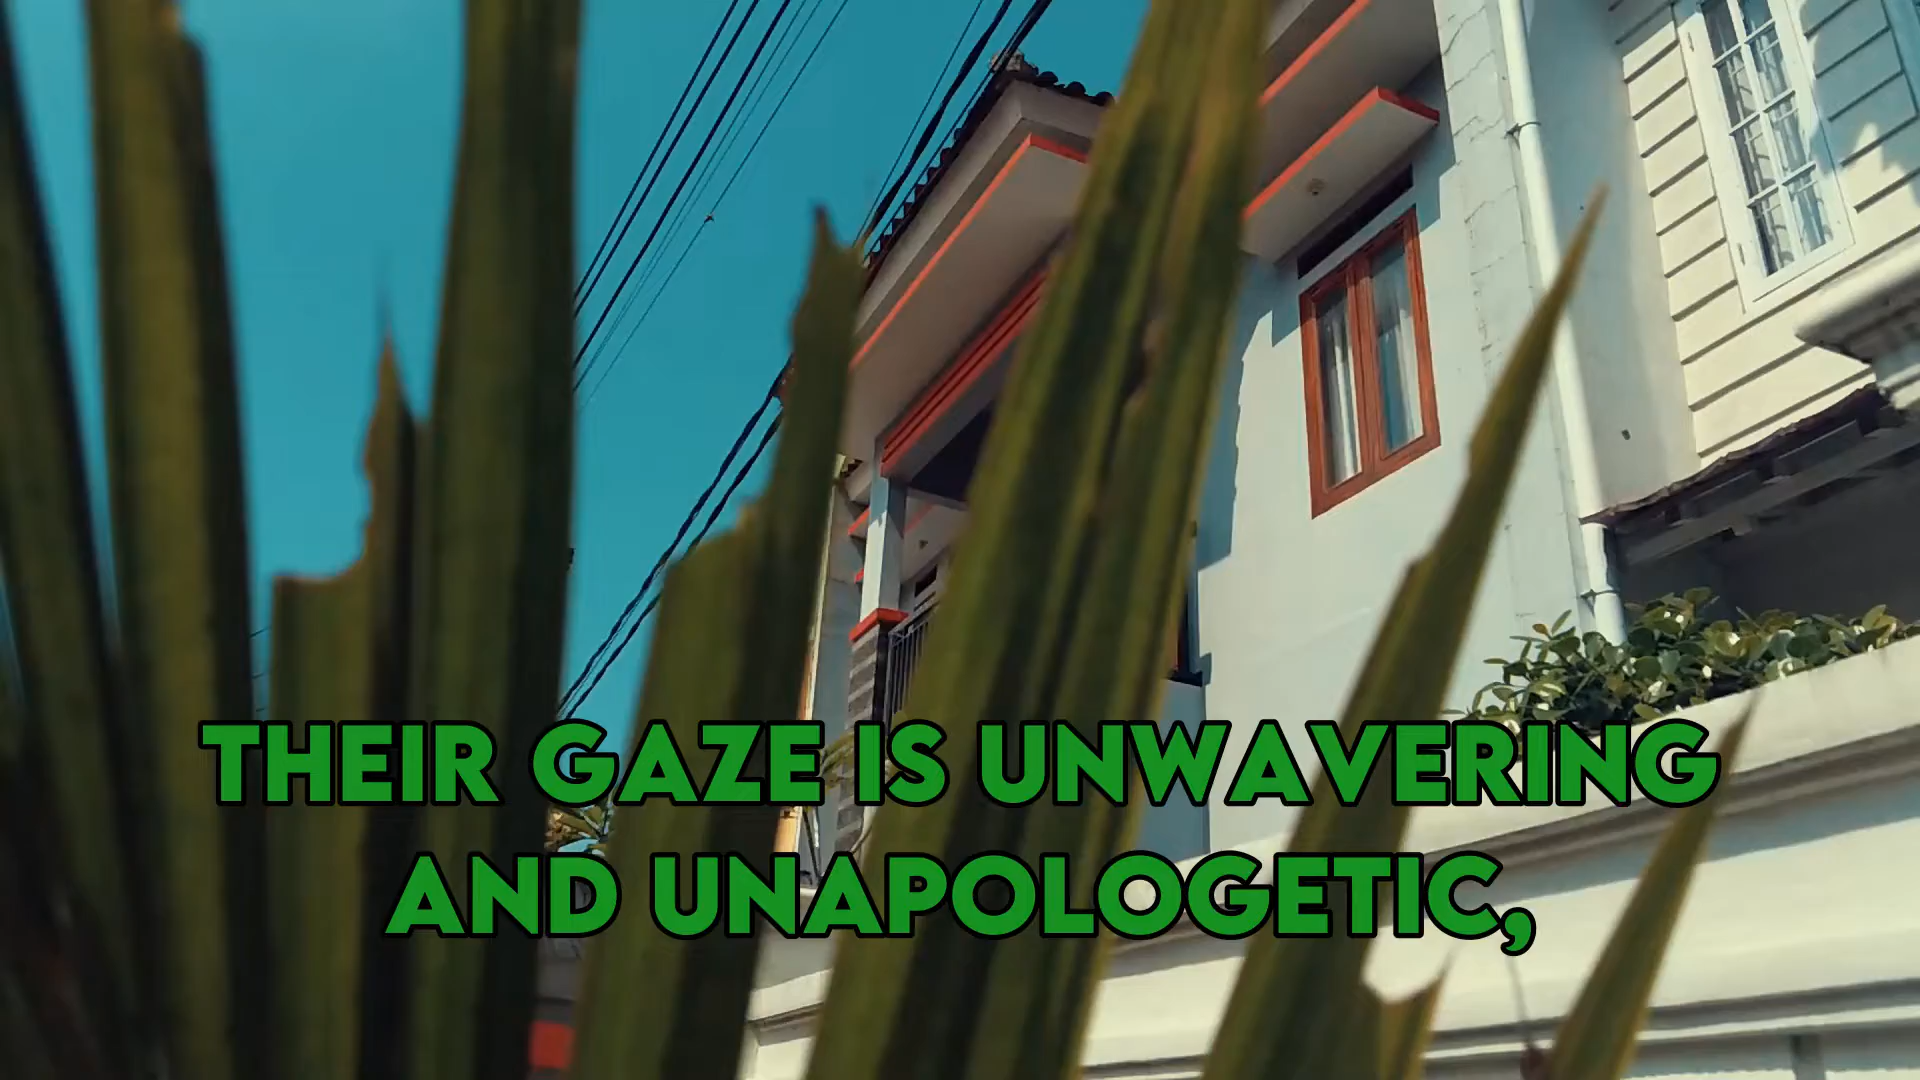 THEIR GAZE IS UNWAVERING
AND UNAPOLOGETIC,